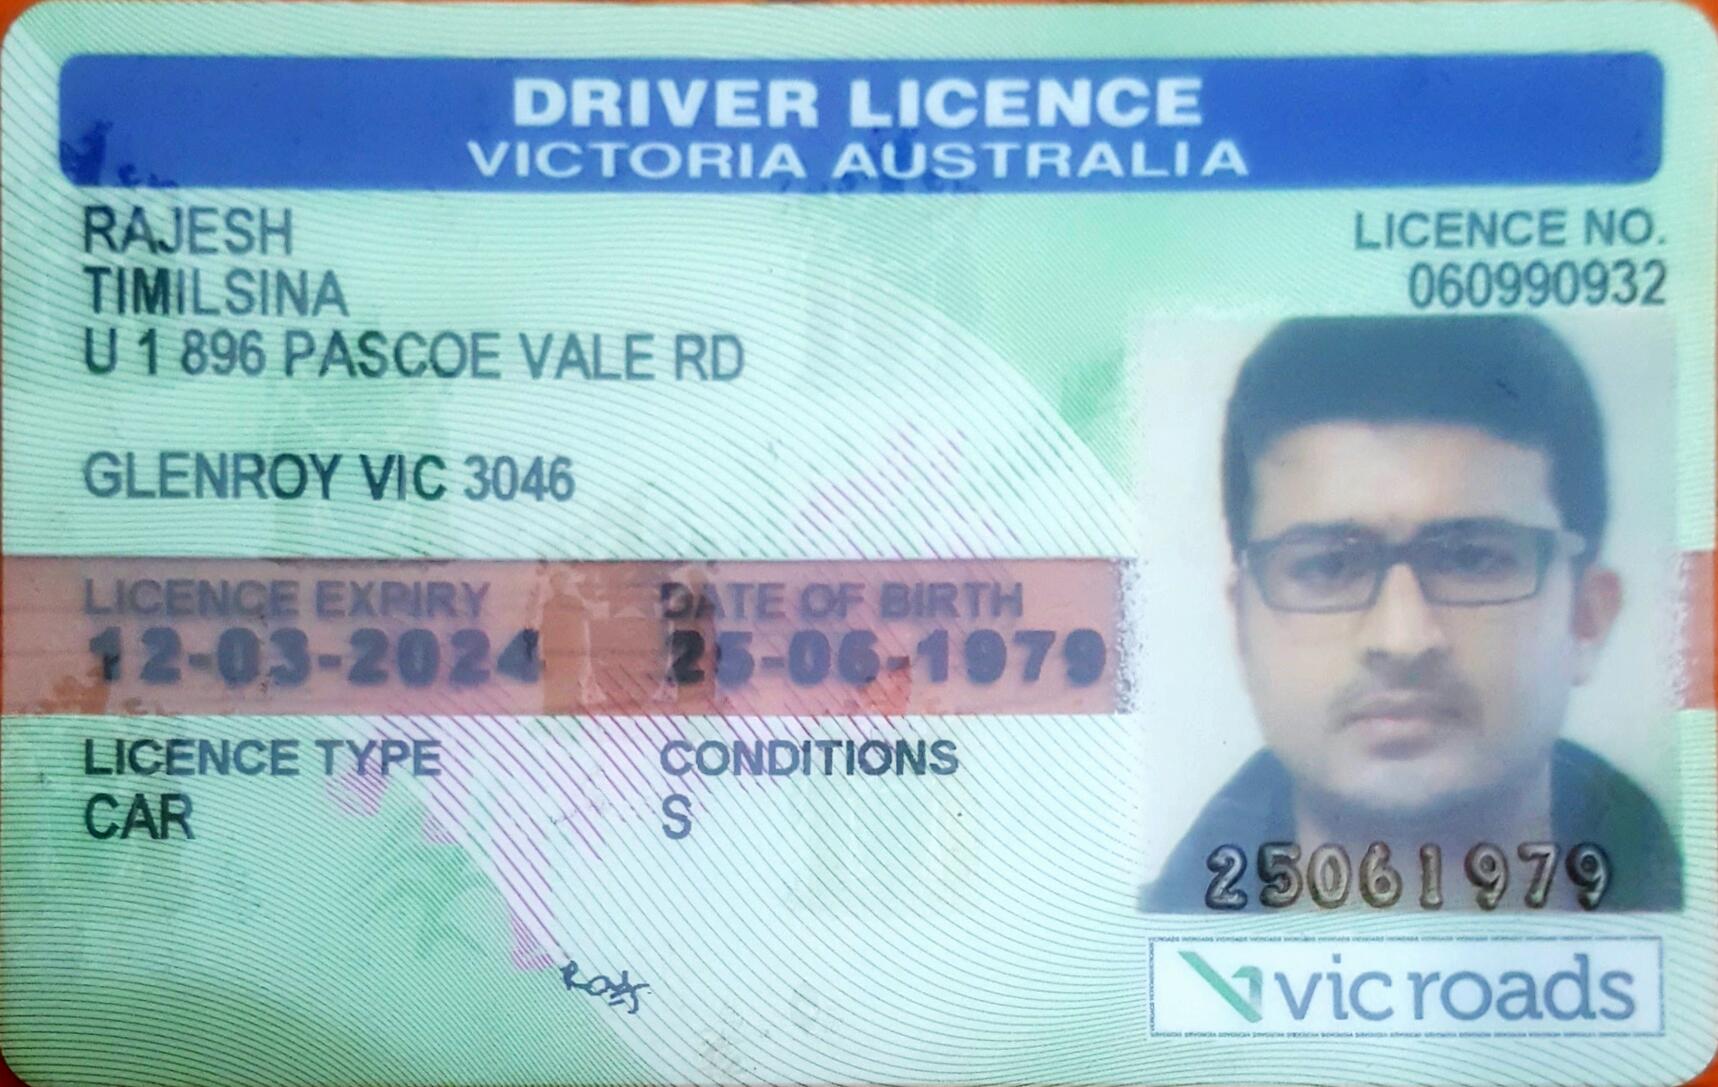 DRIVER LICENCE
VICTORIA AUSTRALIA
RAJESH
TIMILSINA
U 1 896 PASCOE VALE RD
GLENROY VIC 3046
LICENCE NO.
060990932
LICENCE EXPIRY
12-03-2024
DATE OF BIRTH
25-06-1979
LICENCE TYPE
CAR
CONDITIONS
S
25061979
vicroads